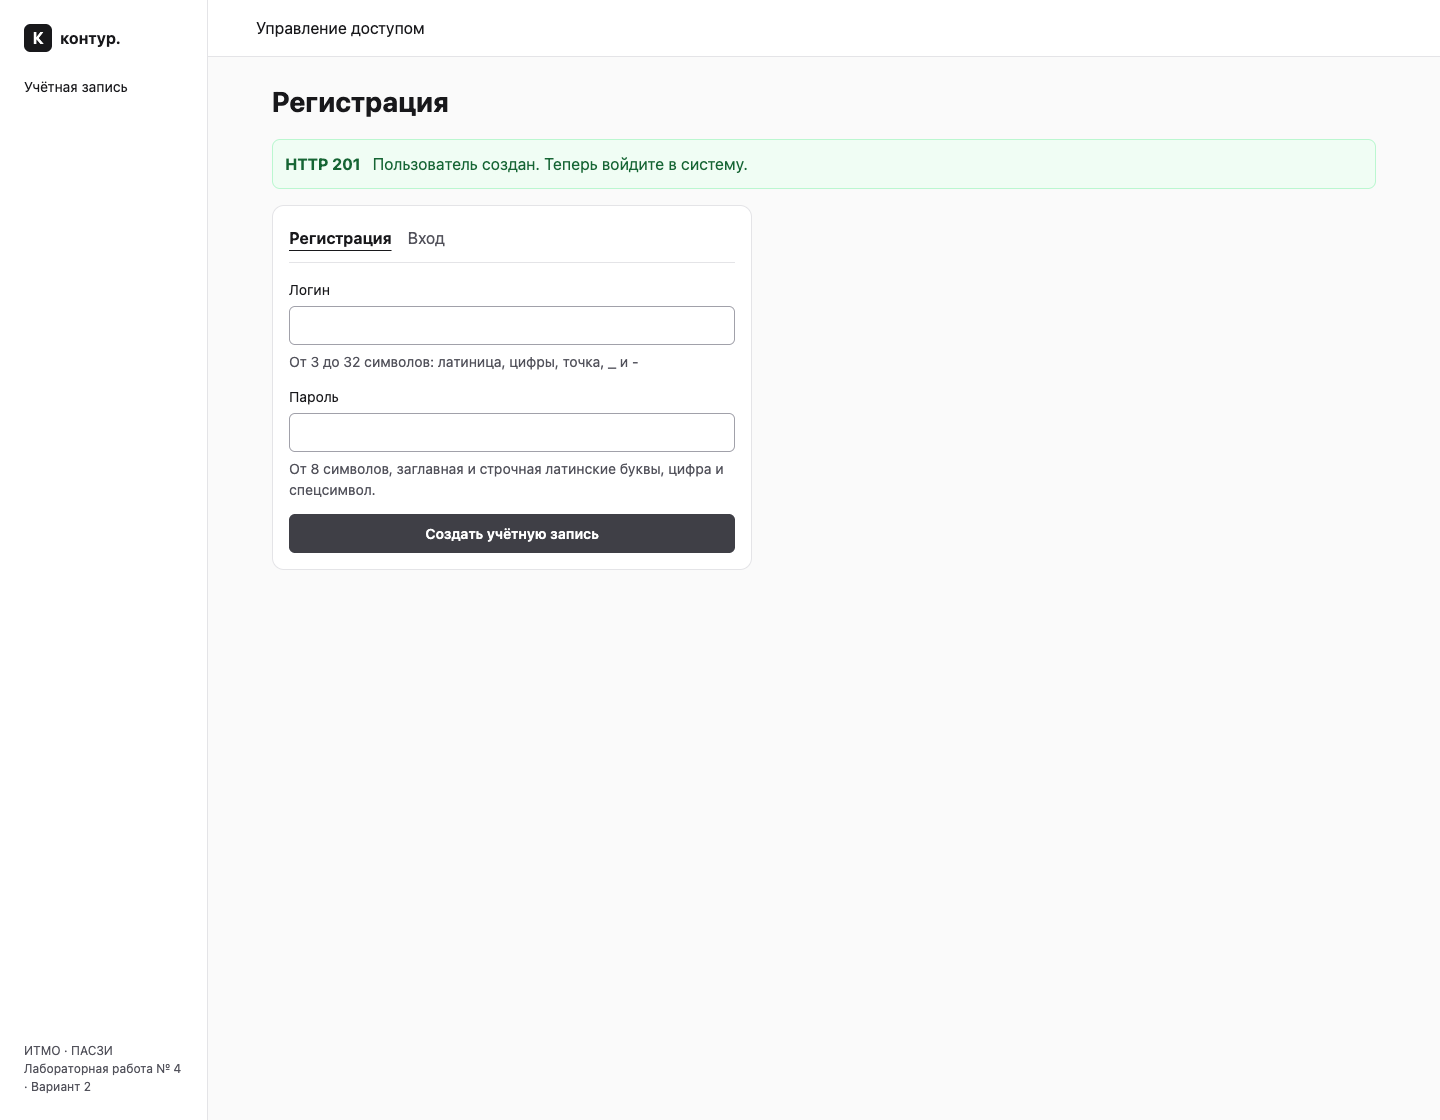 K контур.
Управление доступом
Учётная запись
Регистрация
HTTP 201 Пользователь создан. Теперь войдите в систему.
Регистрация Вход
Логин
От 3 до 32 символов: латиница, цифры, точка, _ и -
Пароль
От 8 символов, заглавная и строчная латинские буквы, цифра и
спецсимвол.
Создать учётную запись
ИТМО · ПАСЗИ
Лабораторная работа № 4
· Вариант 2